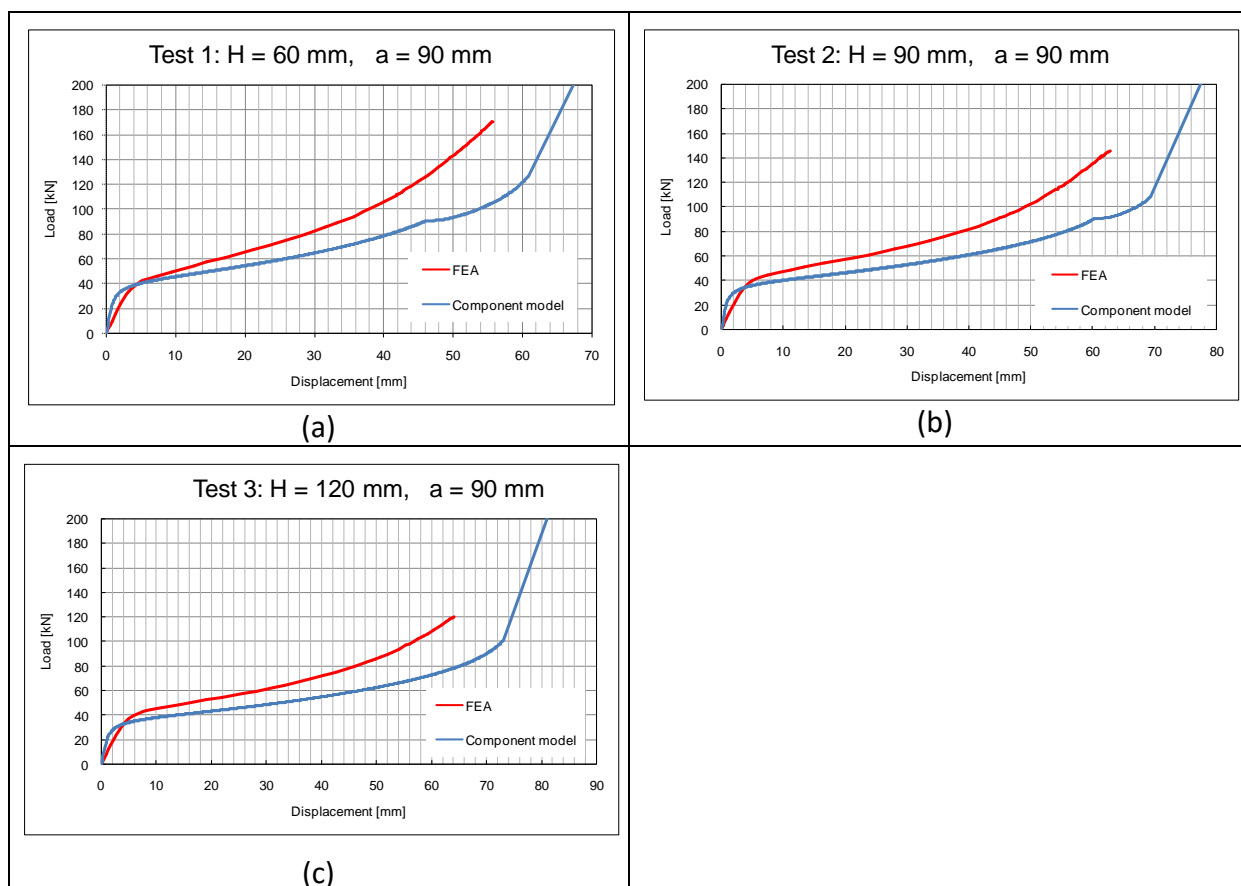 Test 1: H = 60 mm, a = 90 mm
200
180
160
140
120
100
80
60
40
20
0
Load [kN]
FEA
Component model
0 10 20 30 40 50 60 70
Displacement [mm]
(a)
Test 2: H = 90 mm, a = 90 mm
200
180
160
140
120
100
80
60
40
20
0
Load [kN]
FEA
Component model
0 10 20 30 40 50 60 70 80
Displacement [mm]
(b)
Test 3: H = 120 mm, a = 90 mm
200
180
160
140
120
100
80
60
40
20
0
Load [kN]
FEA
Component model
0 10 20 30 40 50 60 70 80 90
Displacement [mm]
(c)